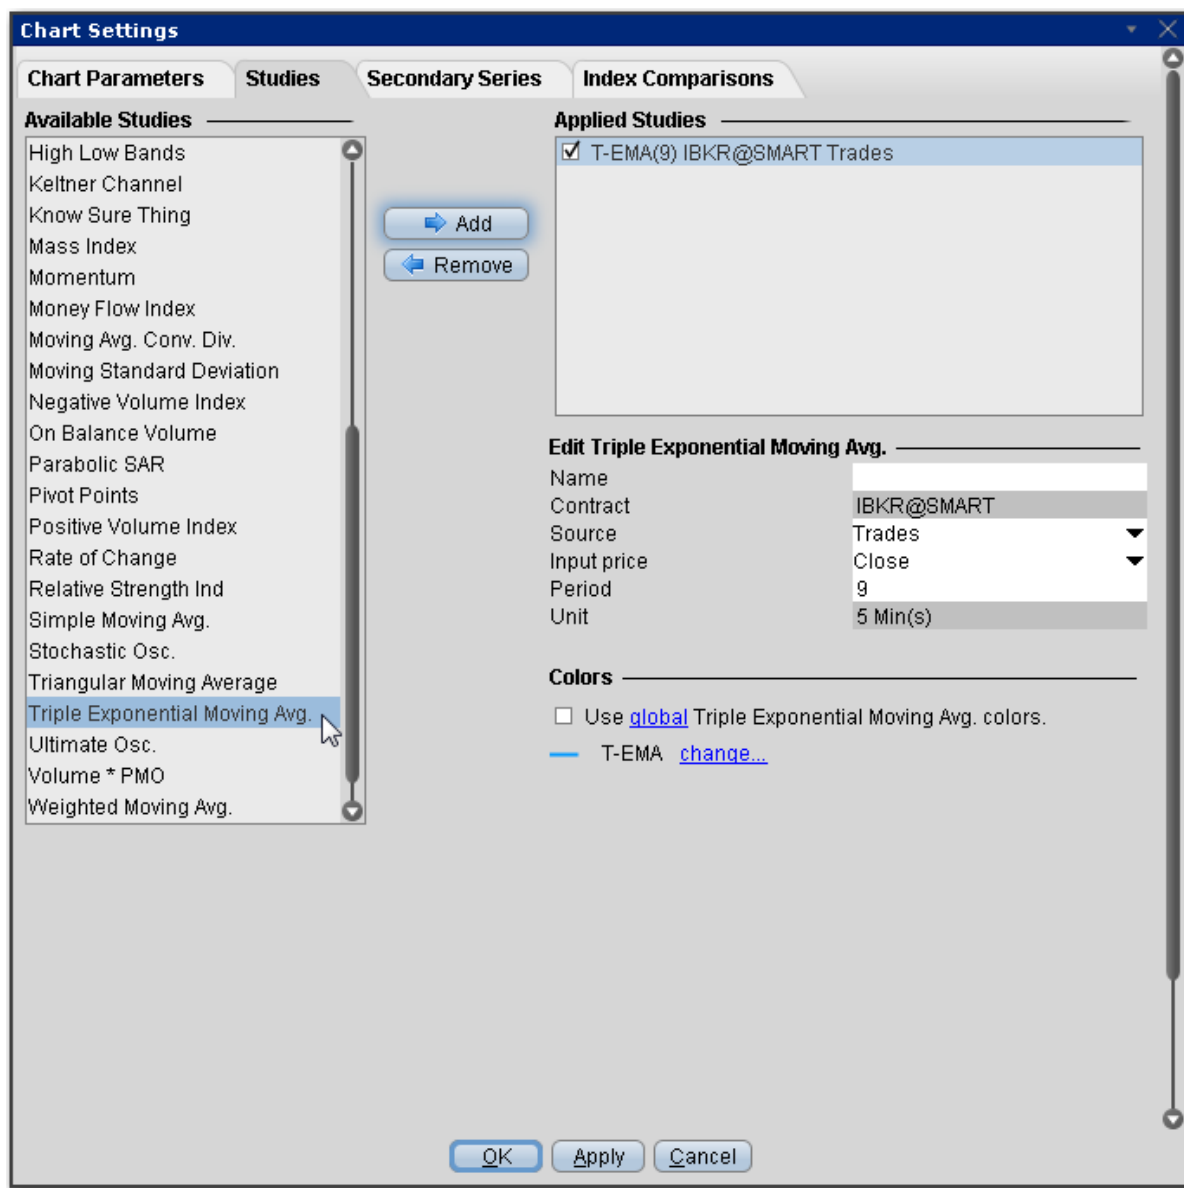 Chart Settings
Chart Parameters Studies Secondary Series Index Comparisons
Available Studies
High Low Bands
Keltner Channel
Know Sure Thing
Mass Index
Momentum
Money Flow Index
Moving Avg. Conv. Div.
Moving Standard Deviation
Negative Volume Index
On Balance Volume
Parabolic SAR
Pivot Points
Positive Volume Index
Rate of Change
Relative Strength Ind
Simple Moving Avg.
Stochastic Osc.
Triangular Moving Average
Triple Exponential Moving Avg.
Ultimate Osc.
Volume * PMO
Weighted Moving Avg.
Add
Remove
Applied Studies
T-EMA(9) IBKR@SMART Trades
Edit Triple Exponential Moving Avg.
Name
Contract IBKR@SMART
Source Trades
Input price Close
Period 9
Unit 5 Min(s)
Colors
Use global Triple Exponential Moving Avg. colors.
T-EMA change...
OK Apply Cancel